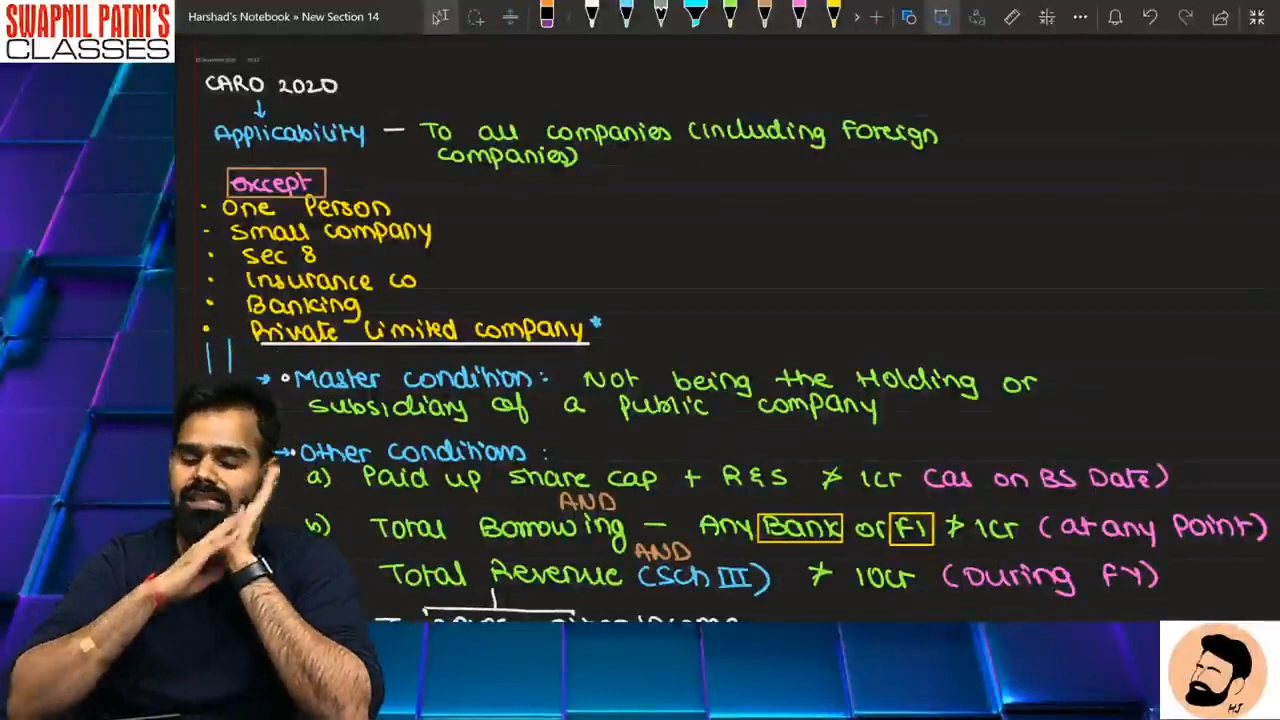 SWAPNIL PATNI'S
CLASSES
Harshad's Notebook » New Section 14
CARO 2020
Applicability — To all companies (including Foreign
companies)
except
• One Person
- Small company
• Sec 8
• Insurance co
• Banking
• Private Limited company*
→ • Master condition: Not being the Holding or
subsidiary of a public company
→ Other conditions :
a) Paid up share cap + R&S ≯ 1cr (as on BS Date)
AND
b) Total Borrowing — Any Bank or FI ≯ 1cr (at any Point)
AND
Total Revenue (Sch III) ≯ 10cr (During FY)
HJ